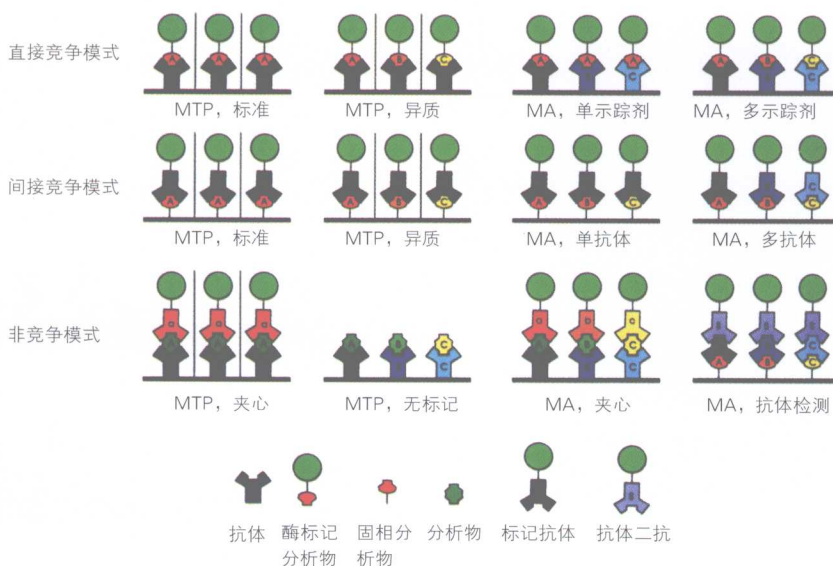 直接竞争模式
A A A A B C A A A C A B C C
MTP，标准 MTP，异质 MA，单示踪剂 MA，多示踪剂
间接竞争模式
A A A A B C A B C A B C C
MTP，标准 MTP，异质 MA，单抗体 MA，多抗体
非竞争模式
A A A A B C C A B C C A B C C
MTP，夹心 MTP，无标记 MA，夹心 MA，抗体检测
B
抗体 酶标记 固相分 分析物 标记抗体 抗体二抗
分析物 析物